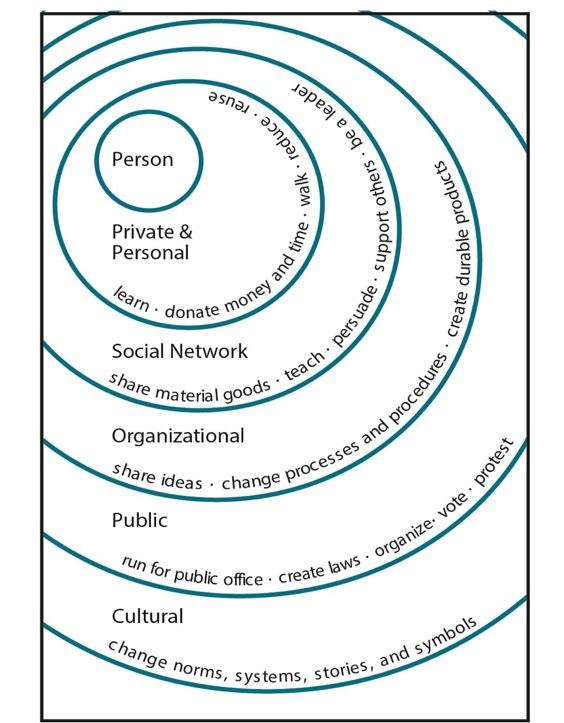 Person
Private &
Personal
learn · donate money and time · walk · reduce · reuse
Social Network
share material goods · teach · persuade · support others · be a leader
Organizational
share ideas · change processes and procedures · create durable products
Public
run for public office · create laws · organize· vote · protest
Cultural
change norms, systems, stories, and symbols